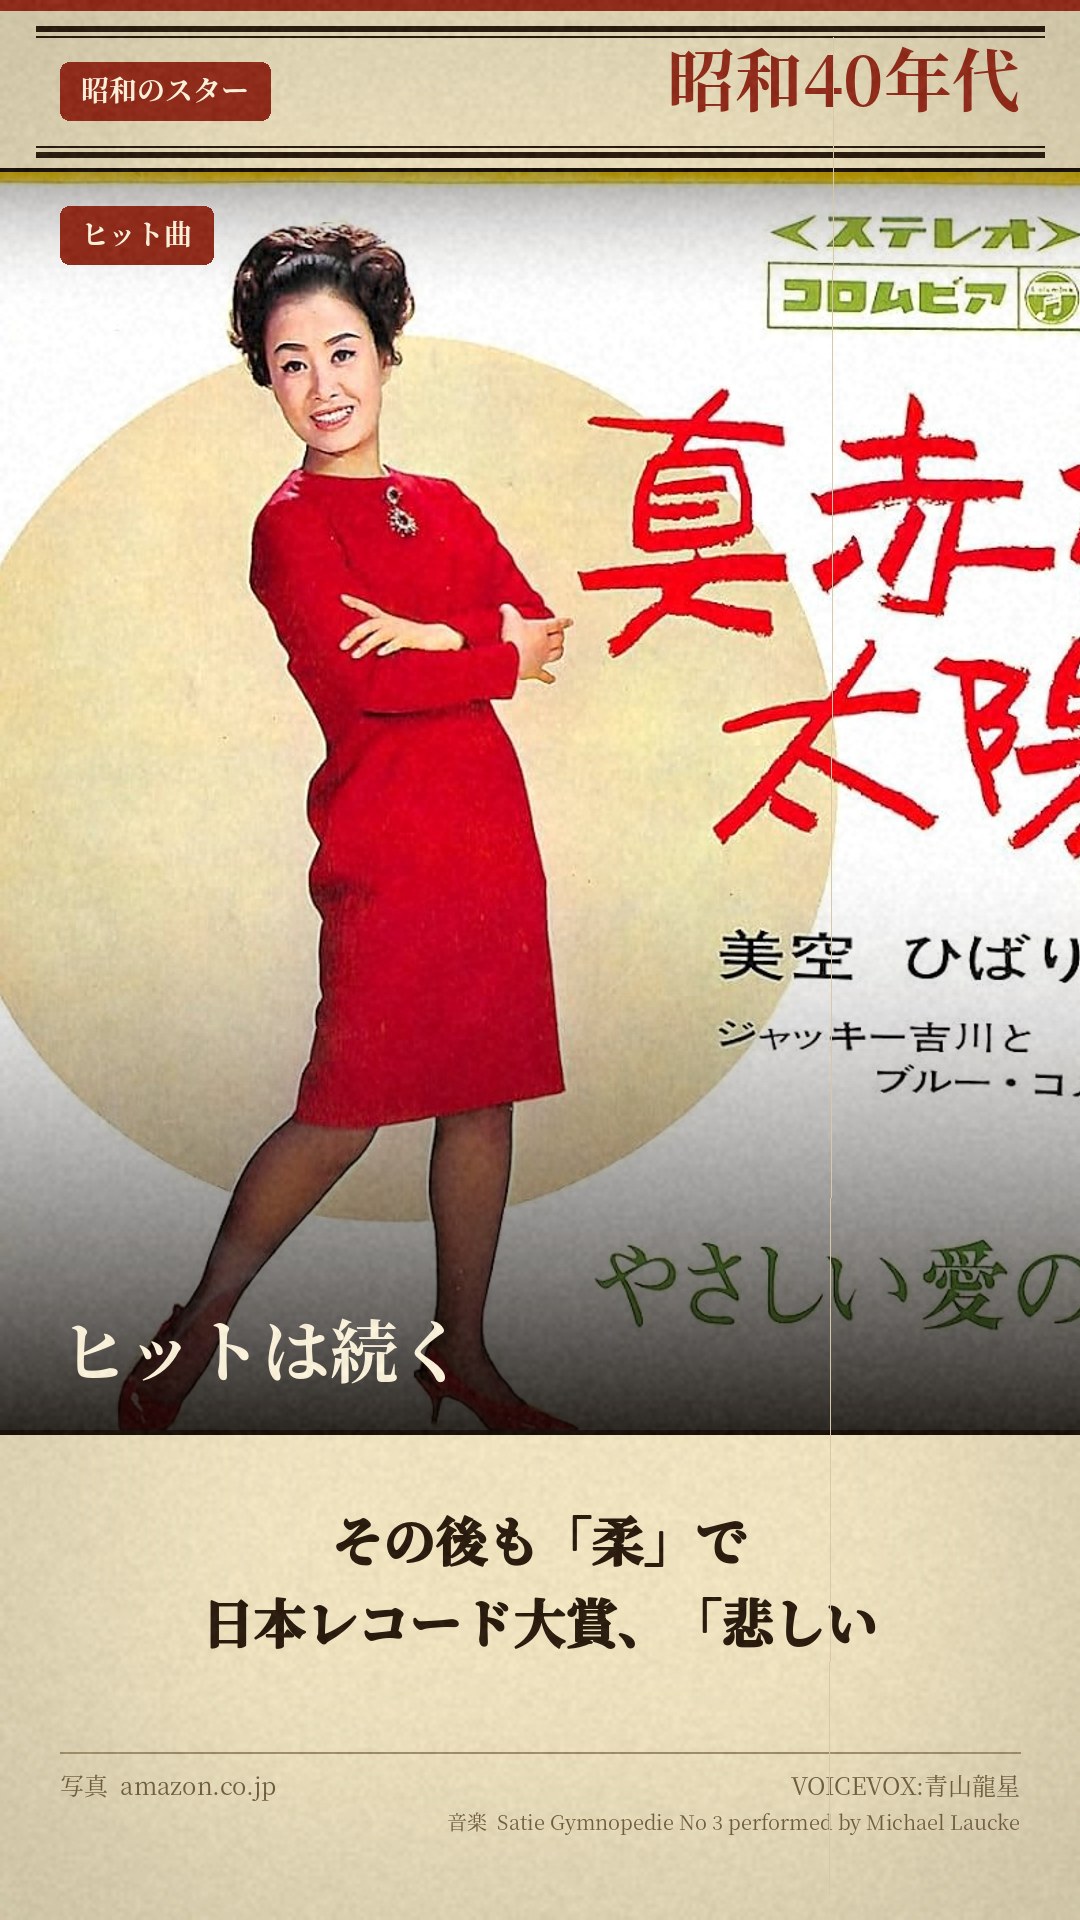 昭和のスター
昭和40年代
ヒット曲
<ステレオ>
コロムビア
真赤
太陽
美空 ひばり
ジャッキー吉川と
ブルー・コ
やさしい愛の
ヒットは続く
その後も「柔」で
日本レコード大賞、「悲しい
写真 amazon.co.jp
VOICEVOX:青山龍星
音楽 Satie Gymnopedie No 3 performed by Michael Laucke